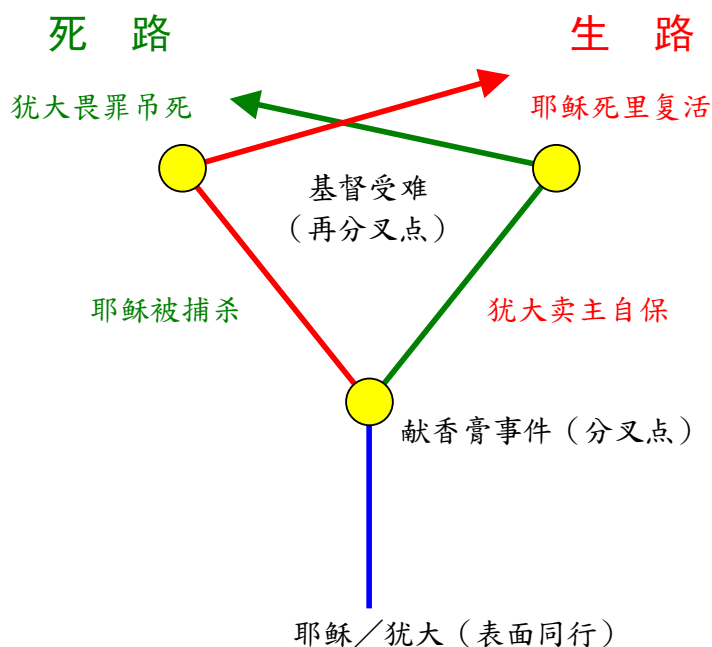 死 路
生 路
犹大畏罪吊死
耶稣死里复活
基督受难
（再分叉点）
耶稣被捕杀
犹大卖主自保
献香膏事件（分叉点）
耶稣／犹大（表面同行）